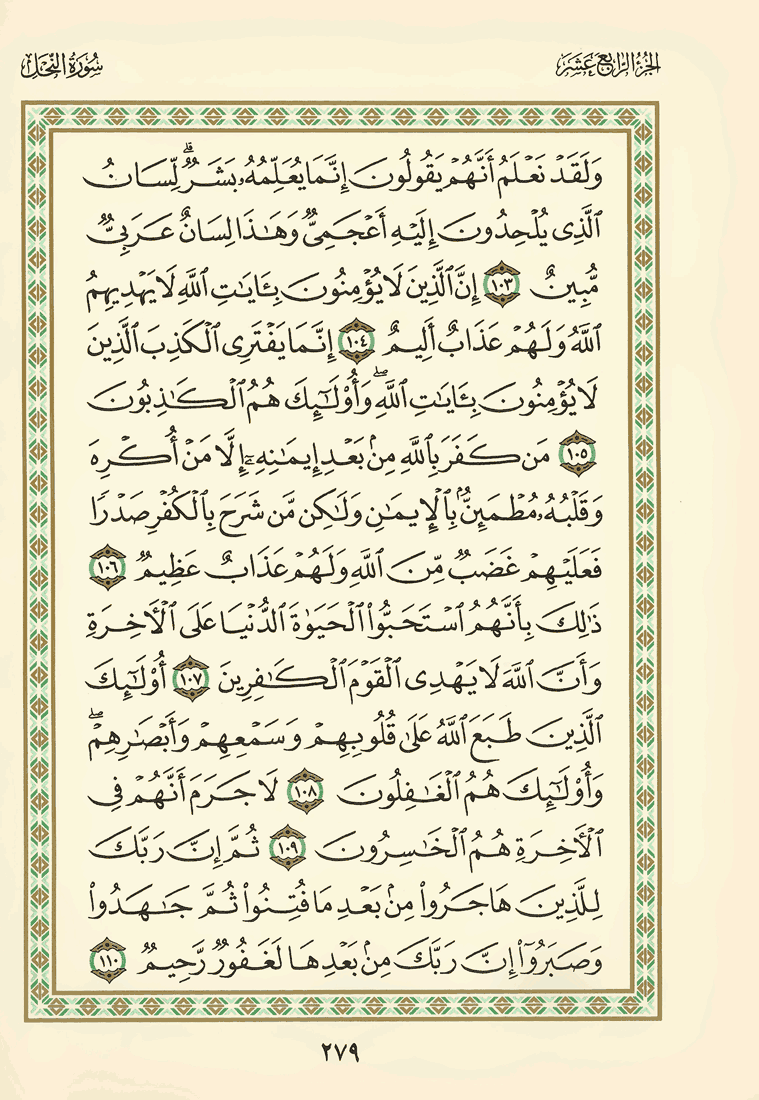 الجزء الرابع عشر
سورة النحل
وَلَقَدْ نَعْلَمُ أَنَّهُمْ يَقُولُونَ إِنَّمَا يُعَلِّمُهُۥ بَشَرٌۗ لِّسَانُ
ٱلَّذِى يُلْحِدُونَ إِلَيْهِ أَعْجَمِىٌّ وَهَٰذَا لِسَانٌ عَرَبِىٌّ
مُّبِينٌ ١٠٣ إِنَّ ٱلَّذِينَ لَا يُؤْمِنُونَ بِـَٔايَٰتِ ٱللَّهِ لَا يَهْدِيهِمُ
ٱللَّهُ وَلَهُمْ عَذَابٌ أَلِيمٌ ١٠٤ إِنَّمَا يَفْتَرِى ٱلْكَذِبَ ٱلَّذِينَ
لَا يُؤْمِنُونَ بِـَٔايَٰتِ ٱللَّهِۖ وَأُو۟لَٰٓئِكَ هُمُ ٱلْكَٰذِبُونَ
١٠٥ مَن كَفَرَ بِٱللَّهِ مِنۢ بَعْدِ إِيمَٰنِهِۦٓ إِلَّا مَنْ أُكْرِهَ
وَقَلْبُهُۥ مُطْمَئِنٌّۢ بِٱلْإِيمَٰنِ وَلَٰكِن مَّن شَرَحَ بِٱلْكُفْرِ صَدْرًا
فَعَلَيْهِمْ غَضَبٌ مِّنَ ٱللَّهِ وَلَهُمْ عَذَابٌ عَظِيمٌ ١٠٦
ذَٰلِكَ بِأَنَّهُمُ ٱسْتَحَبُّوا۟ ٱلْحَيَوٰةَ ٱلدُّنْيَا عَلَى ٱلْـَٔاخِرَةِ
وَأَنَّ ٱللَّهَ لَا يَهْدِى ٱلْقَوْمَ ٱلْكَٰفِرِينَ ١٠٧ أُو۟لَٰٓئِكَ
ٱلَّذِينَ طَبَعَ ٱللَّهُ عَلَىٰ قُلُوبِهِمْ وَسَمْعِهِمْ وَأَبْصَٰرِهِمْۖ
وَأُو۟لَٰٓئِكَ هُمُ ٱلْغَٰفِلُونَ ١٠٨ لَا جَرَمَ أَنَّهُمْ فِى
ٱلْـَٔاخِرَةِ هُمُ ٱلْخَٰسِرُونَ ١٠٩ ثُمَّ إِنَّ رَبَّكَ
لِلَّذِينَ هَاجَرُوا۟ مِنۢ بَعْدِ مَا فُتِنُوا۟ ثُمَّ جَٰهَدُوا۟
وَصَبَرُوٓا۟ إِنَّ رَبَّكَ مِنۢ بَعْدِهَا لَغَفُورٌ رَّحِيمٌ ١١٠
٢٧٩